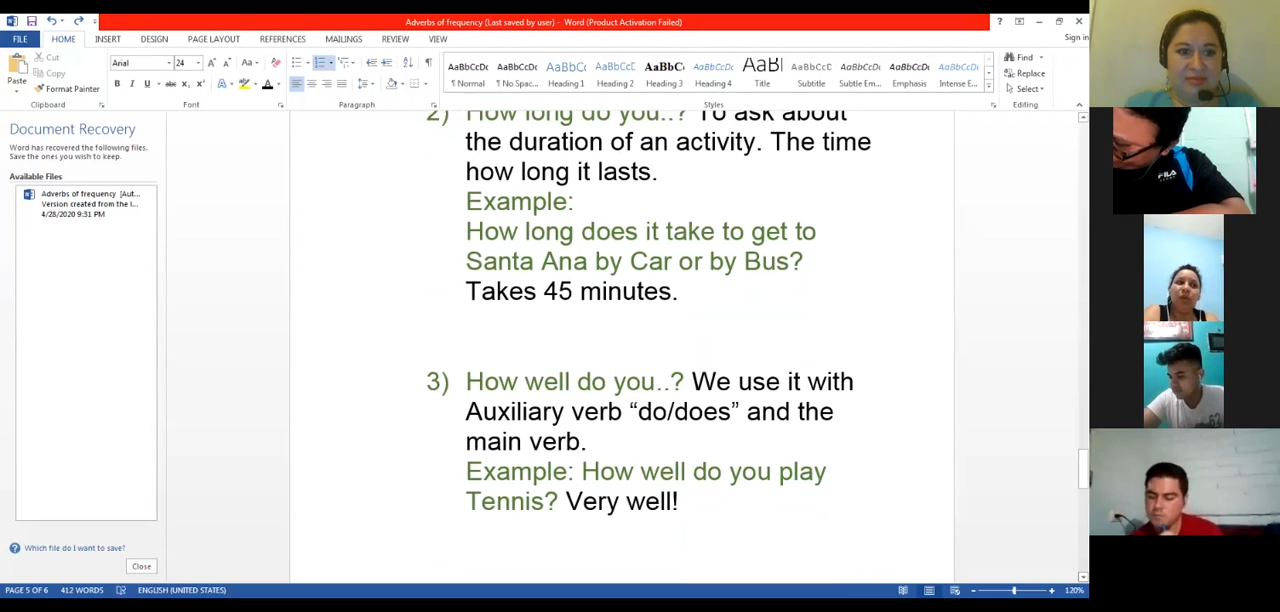 Adverbs of frequency (Last saved by user) - Word (Product Activation Failed)
Sign in
FILE HOME INSERT DESIGN PAGE LAYOUT REFERENCES MAILINGS REVIEW VIEW
Paste
Cut
Copy
Format Painter
Clipboard
Arial 24
Font
Paragraph
AaBbCcDc AaBbCcDc AaBbCc AaBbCcC AaBbC AaBbCcD AaB AaBbCcC AaBbCcDc AaBbCcDc AaBbCcDc
¶ Normal ¶ No Spac... Heading 1 Heading 2 Heading 3 Heading 4 Title Subtitle Subtle Em... Emphasis Intense E...
Styles
Find
Replace
Select
Editing
Document Recovery
Word has recovered the following files.
Save the ones you wish to keep.
Available Files
Adverbs of frequency [Aut...
Version created from the l...
4/28/2020 9:31 PM
Which file do I want to save?
Close
2) How long do you..? To ask about
the duration of an activity. The time
how long it lasts.
Example:
How long does it take to get to
Santa Ana by Car or by Bus?
Takes 45 minutes.
3) How well do you..? We use it with
Auxiliary verb “do/does” and the
main verb.
Example: How well do you play
Tennis? Very well!
PAGE 5 OF 6 412 WORDS ENGLISH (UNITED STATES)
120%
FILA